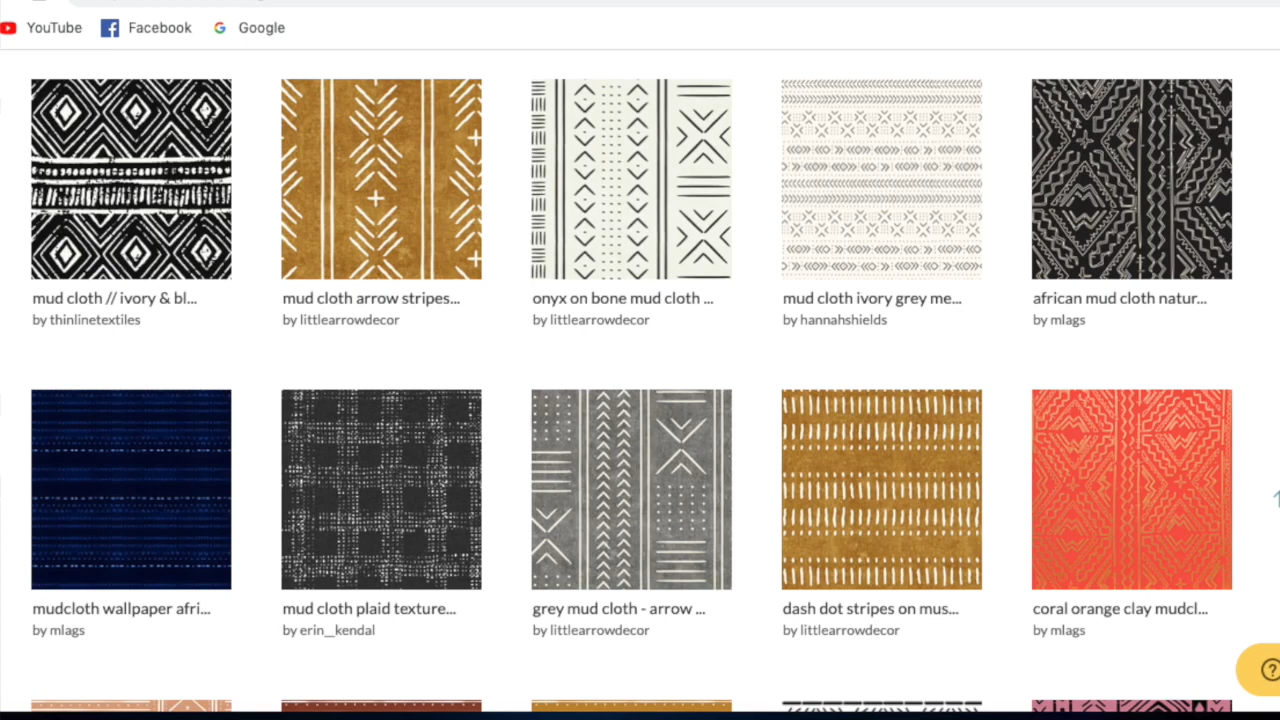 YouTube Facebook Google
mud cloth // ivory & bl... mud cloth arrow stripes... onyx on bone mud cloth ... mud cloth ivory grey me... african mud cloth natur...
by thinlinetextiles by littlearrowdecor by littlearrowdecor by hannahshields by mlags
mudcloth wallpaper afri... mud cloth plaid texture... grey mud cloth - arrow ... dash dot stripes on mus... coral orange clay mudcl...
by mlags by erin__kendal by littlearrowdecor by littlearrowdecor by mlags
?